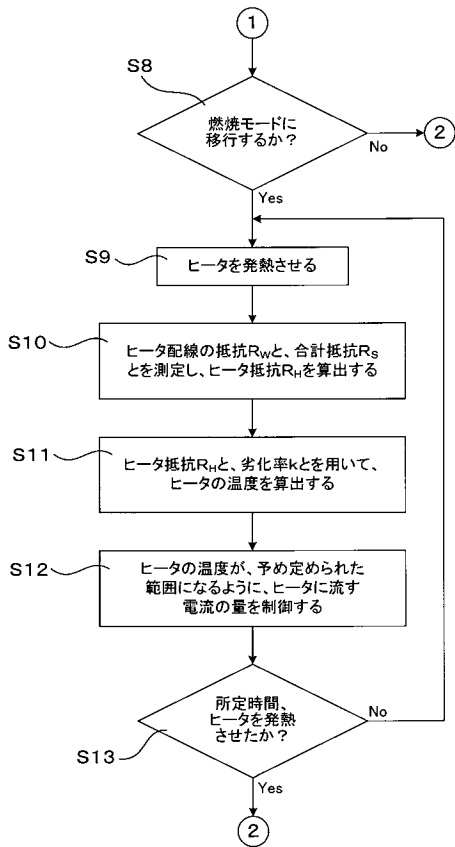 1
S8
燃焼モードに
移行するか？
No
2
Yes
S9
ヒータを発熱させる
S10
ヒータ配線の抵抗RWと、合計抵抗RS
とを測定し、ヒータ抵抗RHを算出する
S11
ヒータ抵抗RHと、劣化率kとを用いて、
ヒータの温度を算出する
S12
ヒータの温度が、予め定められた
範囲になるように、ヒータに流す
電流の量を制御する
所定時間、
ヒータを発熱
させたか？
No
S13
Yes
2